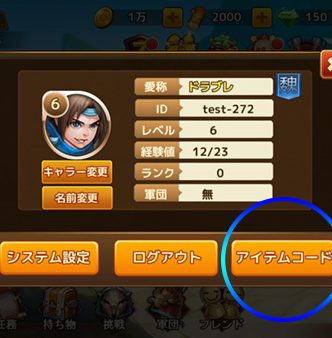 1万 2000 150
愛称 ドラブレ 魏
ID test-272
6
レベル 6
経験値 12/23
キャラー変更
ランク 0
名前変更
軍団 無
システム設定 ログアウト アイテムコード
任務 持ち物 挑戦 軍団 フレンド